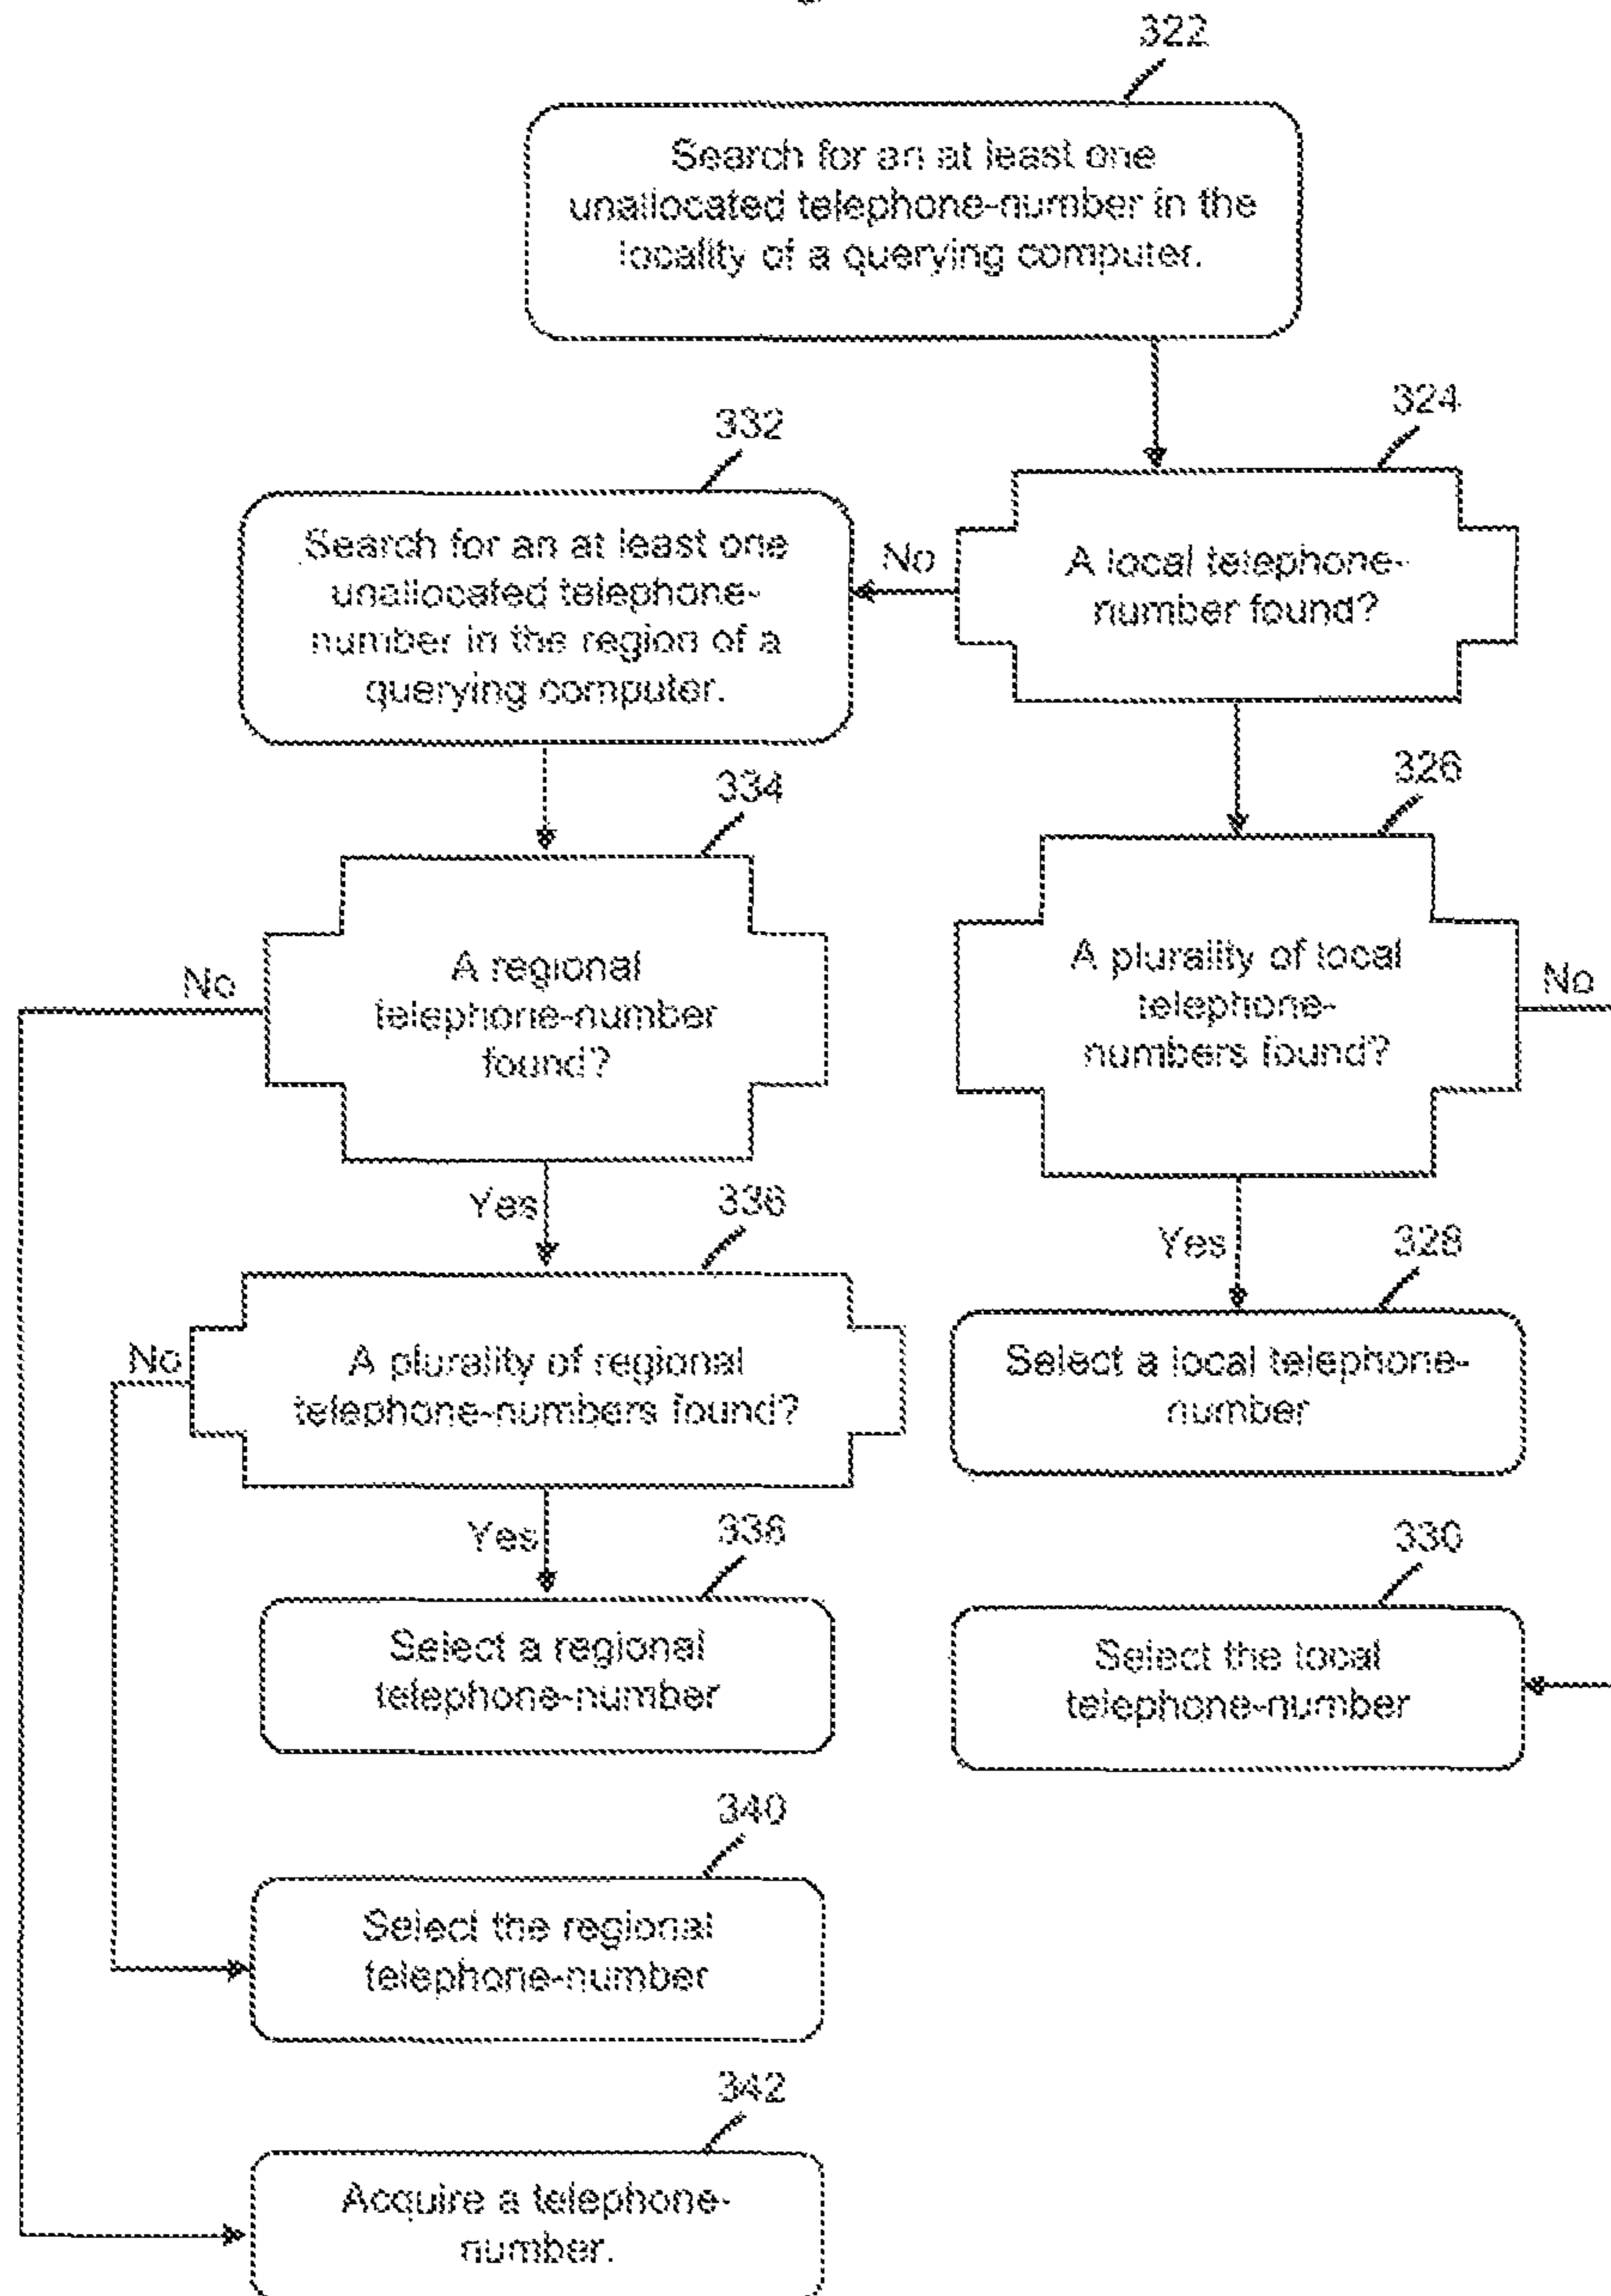 322
Search for an at least one
unallocated telephone-number in the
locality of a querying computer.
324
A local telephone-
number found?
No
332
Search for an at least one
unallocated telephone-
number in the region of a
querying computer.
326
A plurality of local
telephone-
numbers found?
No
334
A regional
telephone-number
found?
No
Yes
336
A plurality of regional
telephone-numbers found?
No
Yes
328
Select a local telephone-
number
Yes
338
Select a regional
telephone-number
330
Select the local
telephone-number
340
Select the regional
telephone-number
342
Acquire a telephone-
number.